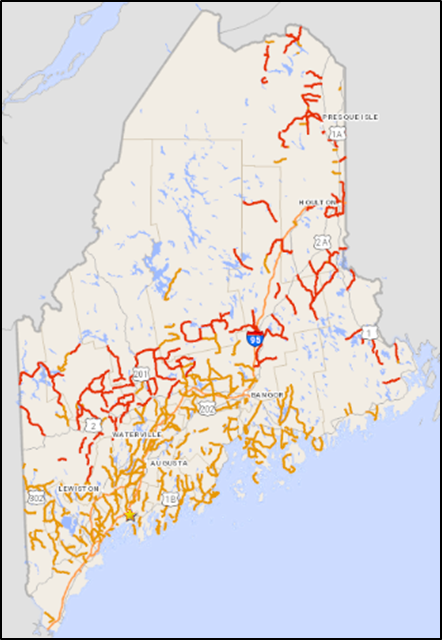 PRESQUE ISLE
1A
HOULTON
2A
1
95
201
BANGOR
202
2
WATERVILLE
AUGUSTA
LEWISTON
302
1B